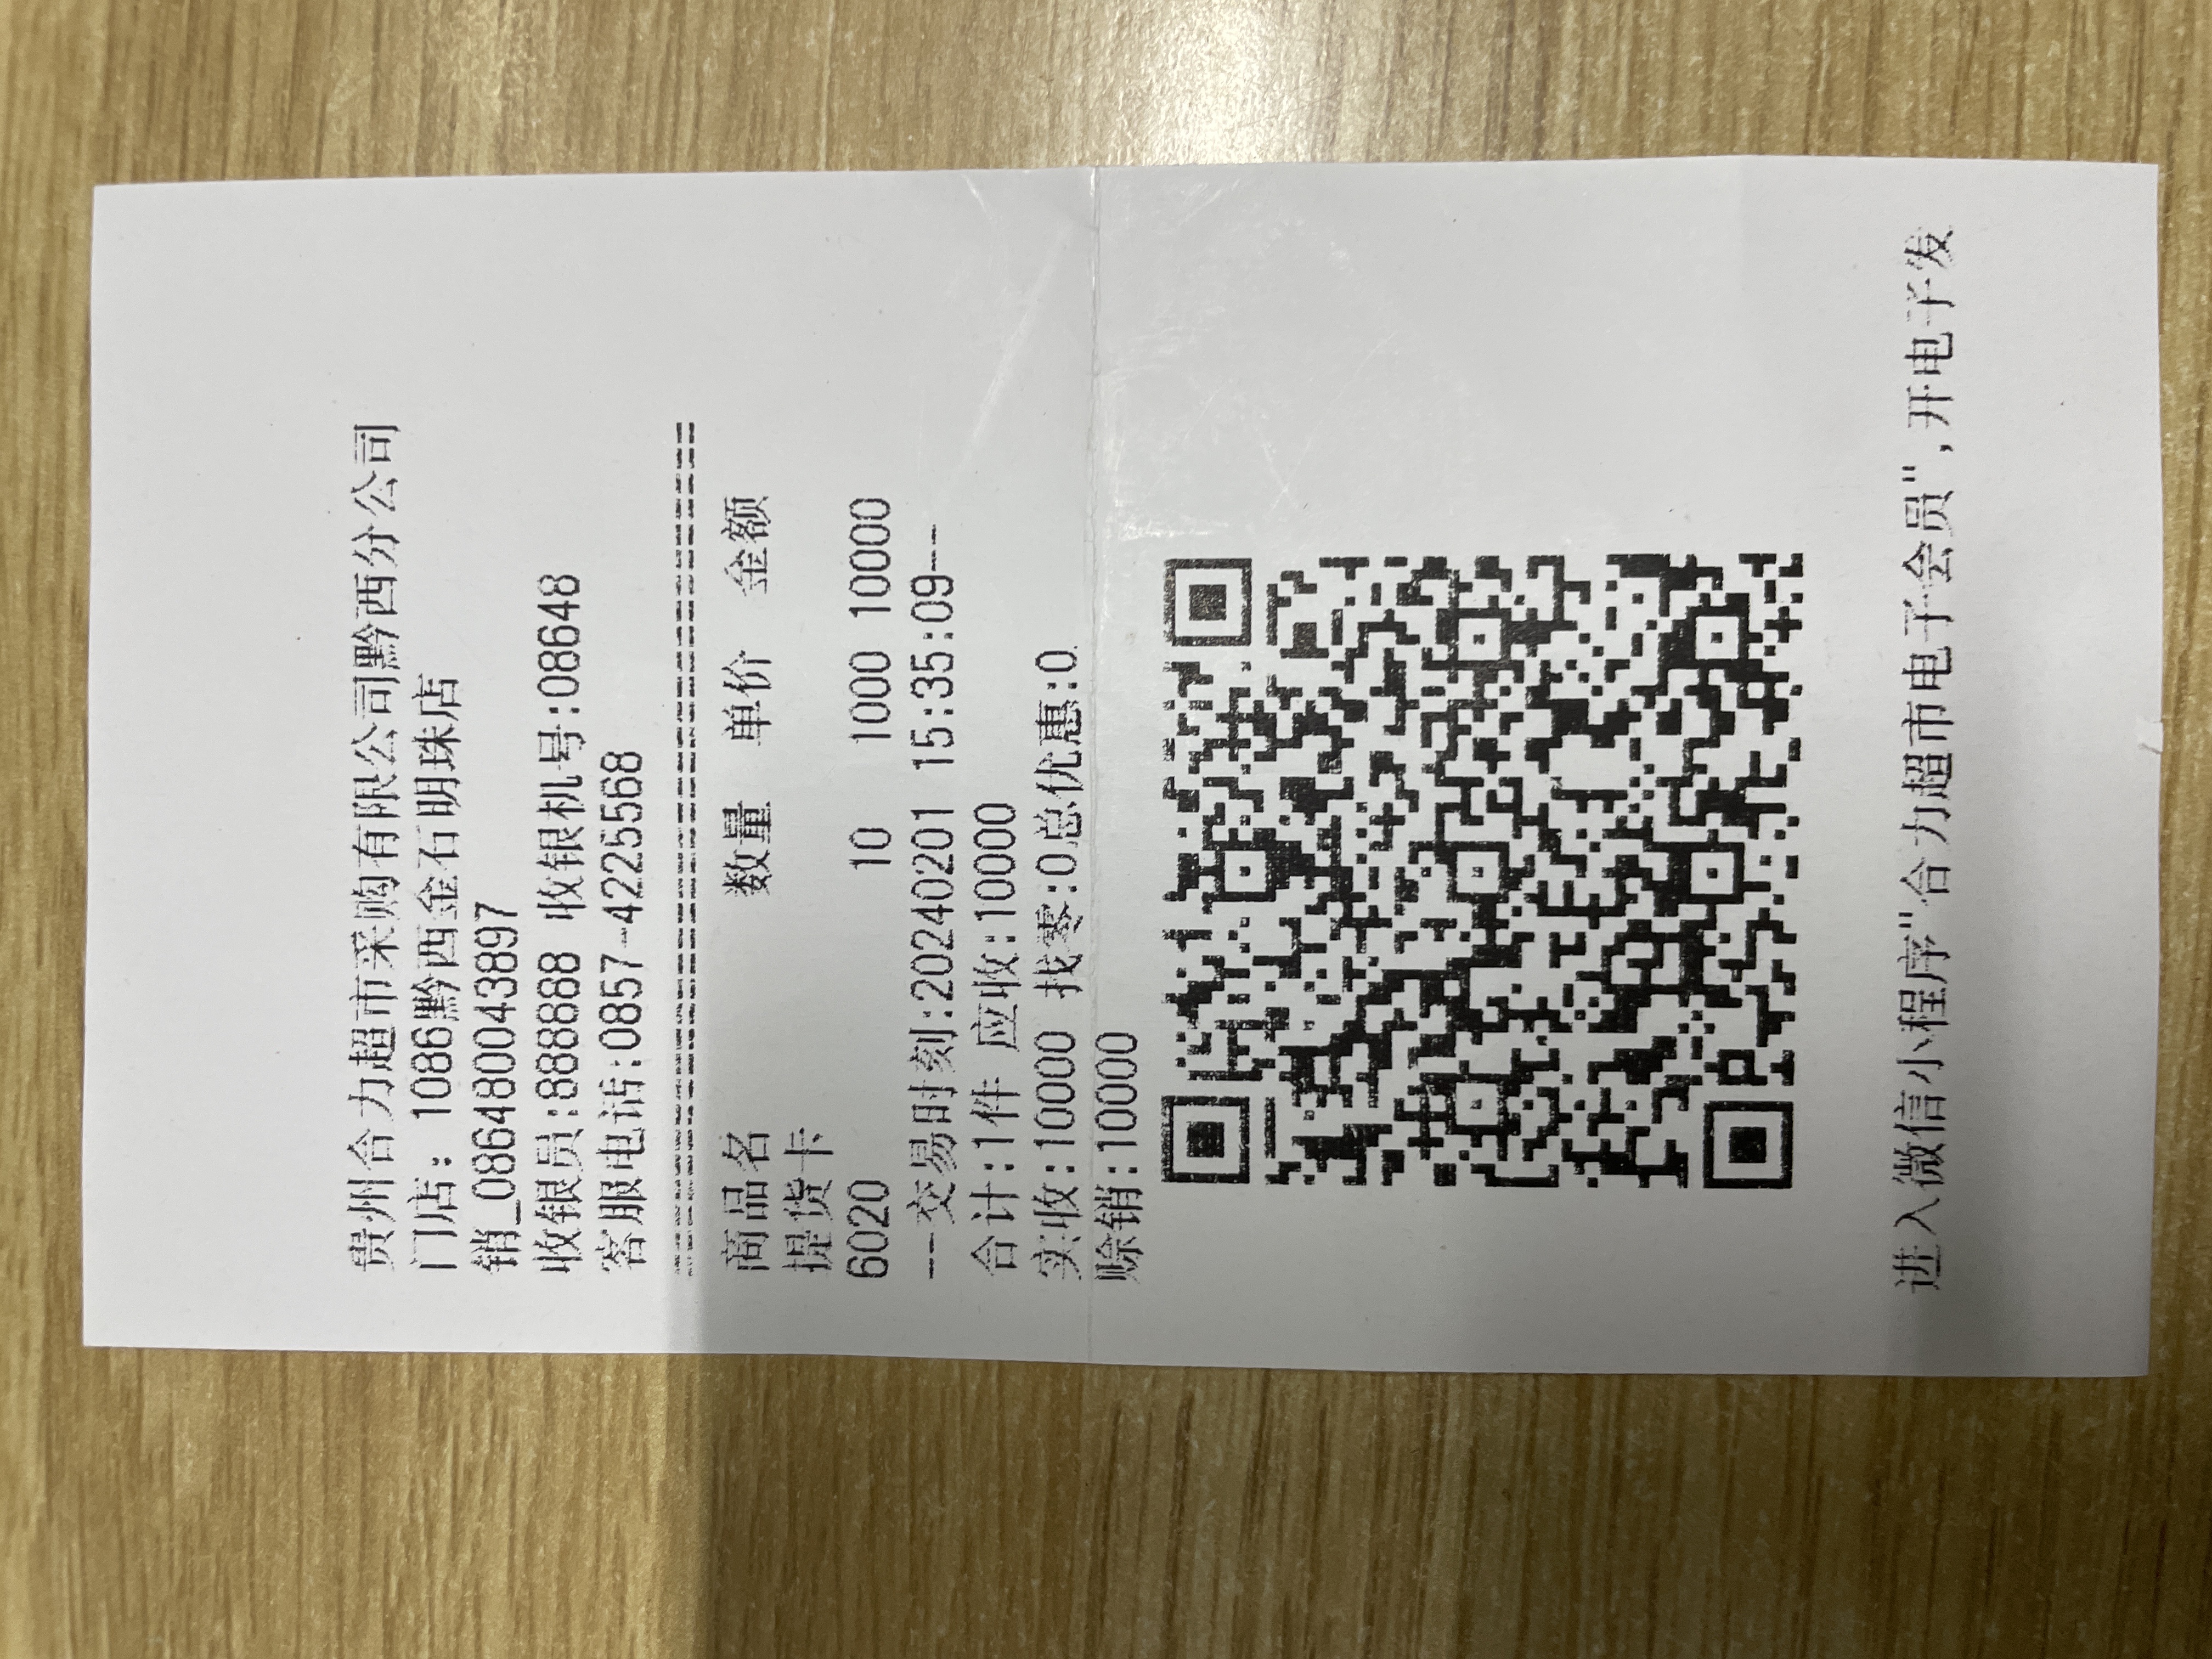 贵州合力超市采购有限公司黔西分公司
门店: 1086黔西金石明珠店
销_086480043897
收银员:888888 收银机号:08648
客服电话:0857-4225568
商品名 数量 单价 金额
提货卡
6020 10 1000 10000
--交易时刻:20240201 15:35:09--
合计:1件 应收:10000
实收:10000 找零:0总优惠:0
赊销:10000
进入微信小程序"合力超市电子会员",开电子发